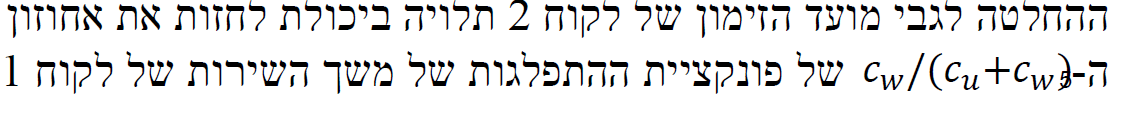 ההחלטה לגבי מועד הזימון של לקוח 2 תלויה ביכולת לחזות את אחוזון
ה-c_w/(c_u+c_w) של פונקציית ההתפלגות של משך השירות של לקוח 1